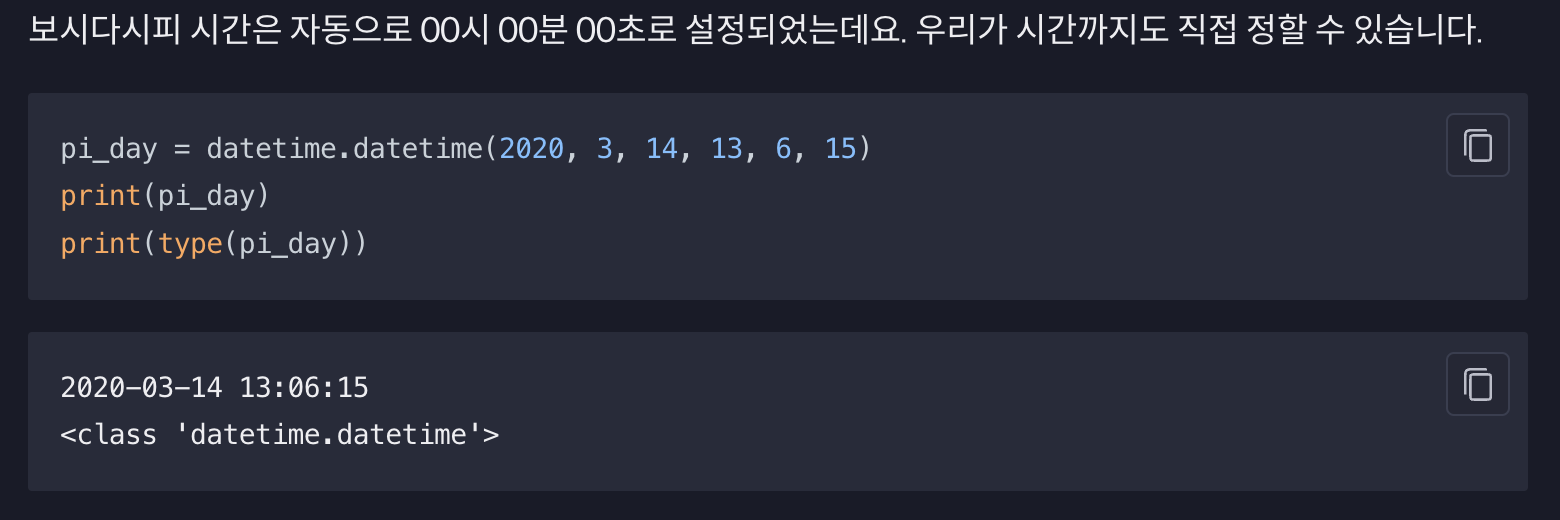 보시다시피 시간은 자동으로 00시 00분 00초로 설정되었는데요. 우리가 시간까지도 직접 정할 수 있습니다.
pi_day = datetime.datetime(2020, 3, 14, 13, 6, 15)
print(pi_day)
print(type(pi_day))
2020-03-14 13:06:15
<class 'datetime.datetime'>